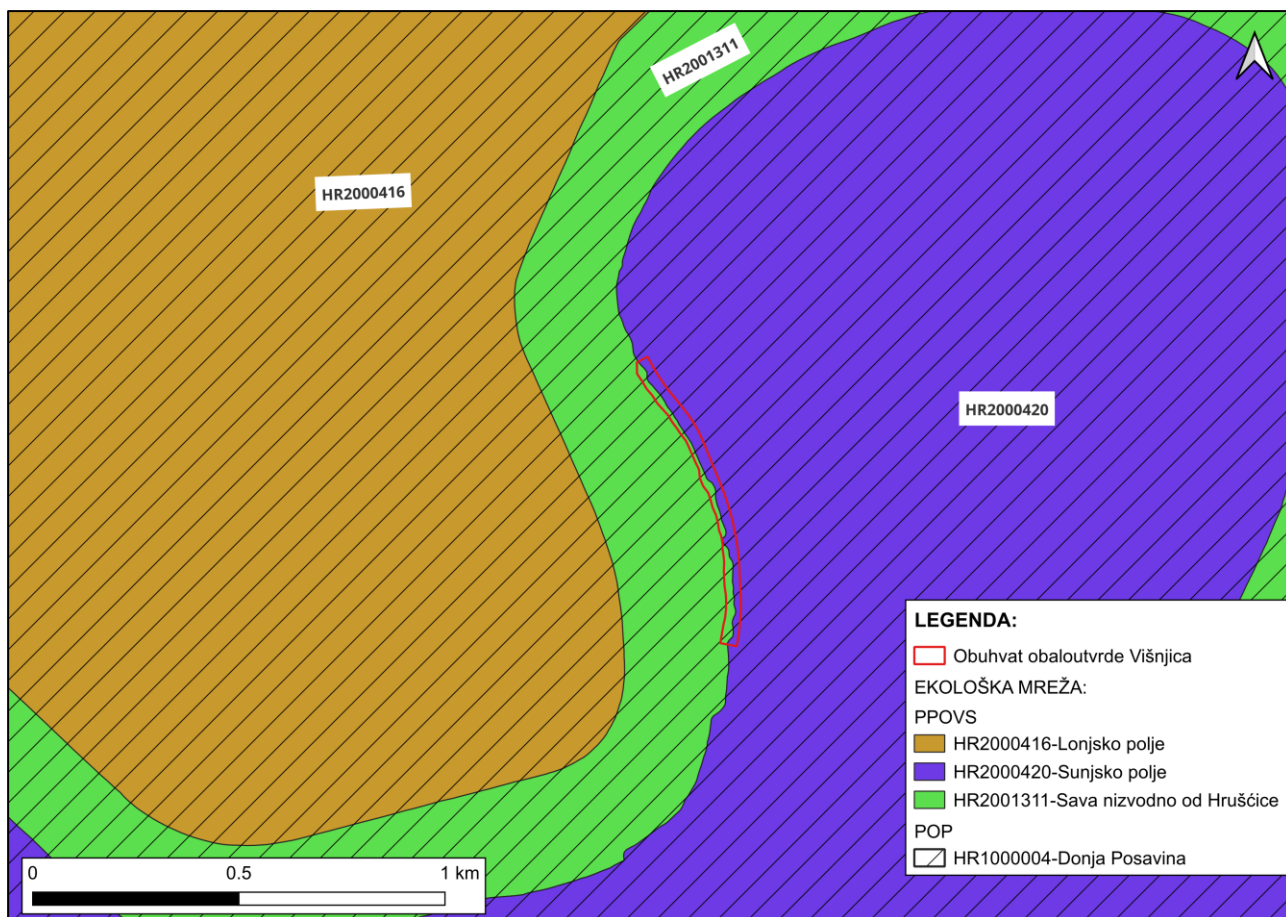 HR2001311
HR2000416
HR2000420
LEGENDA:
Obuhvat obaloutvrde Višnjica
EKOLOŠKA MREŽA:
PPOVS
HR2000416-Lonjsko polje
HR2000420-Sunjsko polje
HR2001311-Sava nizvodno od Hrušćice
POP
HR1000004-Donja Posavina
0 0.5 1 km